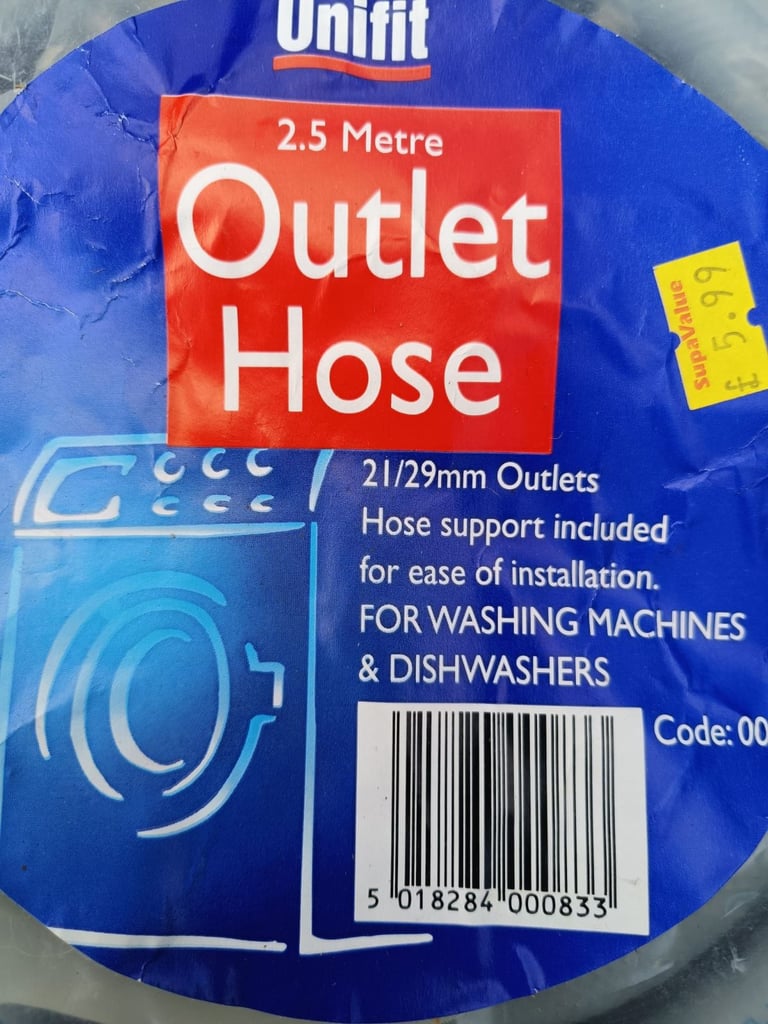 Unifit
2.5 Metre
Outlet
Hose
SupaValue
£ 5.99
21/29mm Outlets
Hose support included
for ease of installation.
FOR WASHING MACHINES
& DISHWASHERS
Code: 00
5 018284 000833